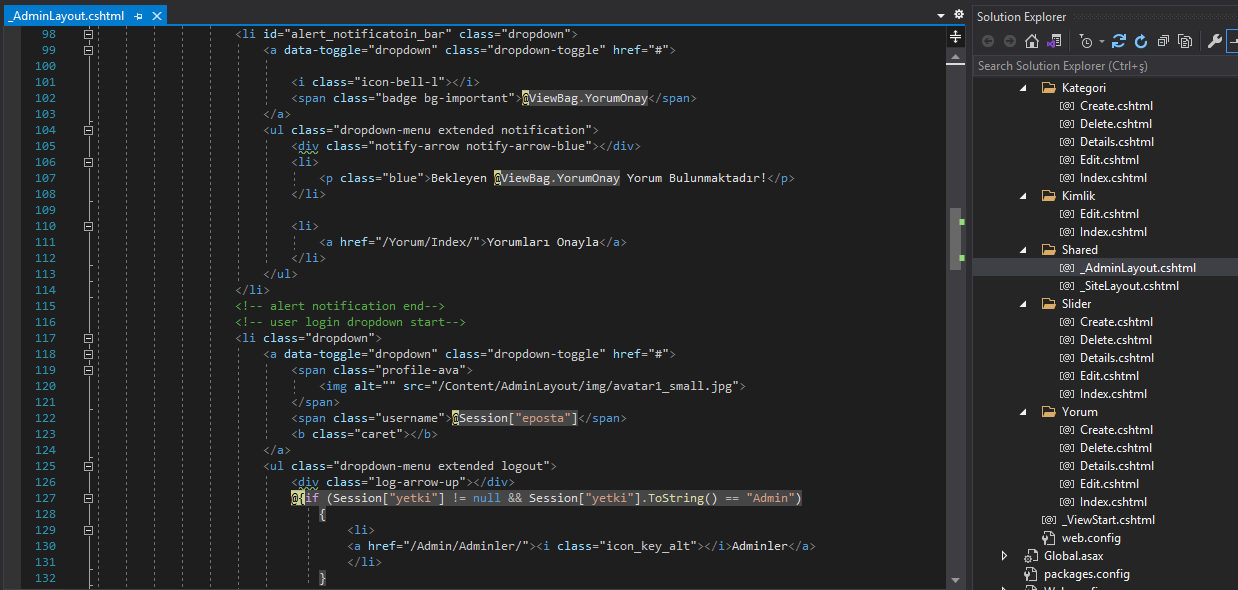 _AdminLayout.cshtml
98 <li id="alert_notificatoin_bar" class="dropdown">
99 <a data-toggle="dropdown" class="dropdown-toggle" href="#">
100
101 <i class="icon-bell-l"></i>
102 <span class="badge bg-important">@ViewBag.YorumOnay</span>
103 </a>
104 <ul class="dropdown-menu extended notification">
105 <div class="notify-arrow notify-arrow-blue"></div>
106 <li>
107 <p class="blue">Bekleyen @ViewBag.YorumOnay Yorum Bulunmaktadır!</p>
108 </li>
109
110 <li>
111 <a href="/Yorum/Index/">Yorumları Onayla</a>
112 </li>
113 </ul>
114 </li>
115 <!-- alert notification end-->
116 <!-- user login dropdown start-->
117 <li class="dropdown">
118 <a data-toggle="dropdown" class="dropdown-toggle" href="#">
119 <span class="profile-ava">
120 <img alt="" src="/Content/AdminLayout/img/avatar1_small.jpg">
121 </span>
122 <span class="username">@Session["eposta"]</span>
123 <b class="caret"></b>
124 </a>
125 <ul class="dropdown-menu extended logout">
126 <div class="log-arrow-up"></div>
127 @{if (Session["yetki"] != null && Session["yetki"].ToString() == "Admin")
128 {
129 <li>
130 <a href="/Admin/Adminler/"><i class="icon_key_alt"></i>Adminler</a>
131 </li>
132 }
Solution Explorer
Search Solution Explorer (Ctrl+ş)
Kategori
Create.cshtml
Delete.cshtml
Details.cshtml
Edit.cshtml
Index.cshtml
Kimlik
Edit.cshtml
Index.cshtml
Shared
_AdminLayout.cshtml
_SiteLayout.cshtml
Slider
Create.cshtml
Delete.cshtml
Details.cshtml
Edit.cshtml
Index.cshtml
Yorum
Create.cshtml
Delete.cshtml
Details.cshtml
Edit.cshtml
Index.cshtml
_ViewStart.cshtml
web.config
Global.asax
packages.config